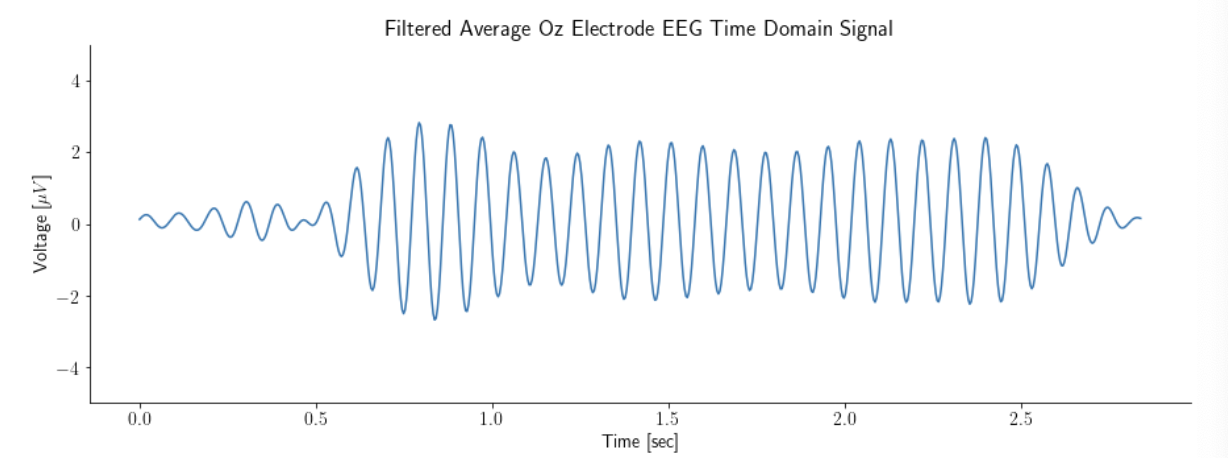 Filtered Average Oz Electrode EEG Time Domain Signal
Voltage [μV]
4
2
0
−2
−4
0.0 0.5 1.0 1.5 2.0 2.5
Time [sec]